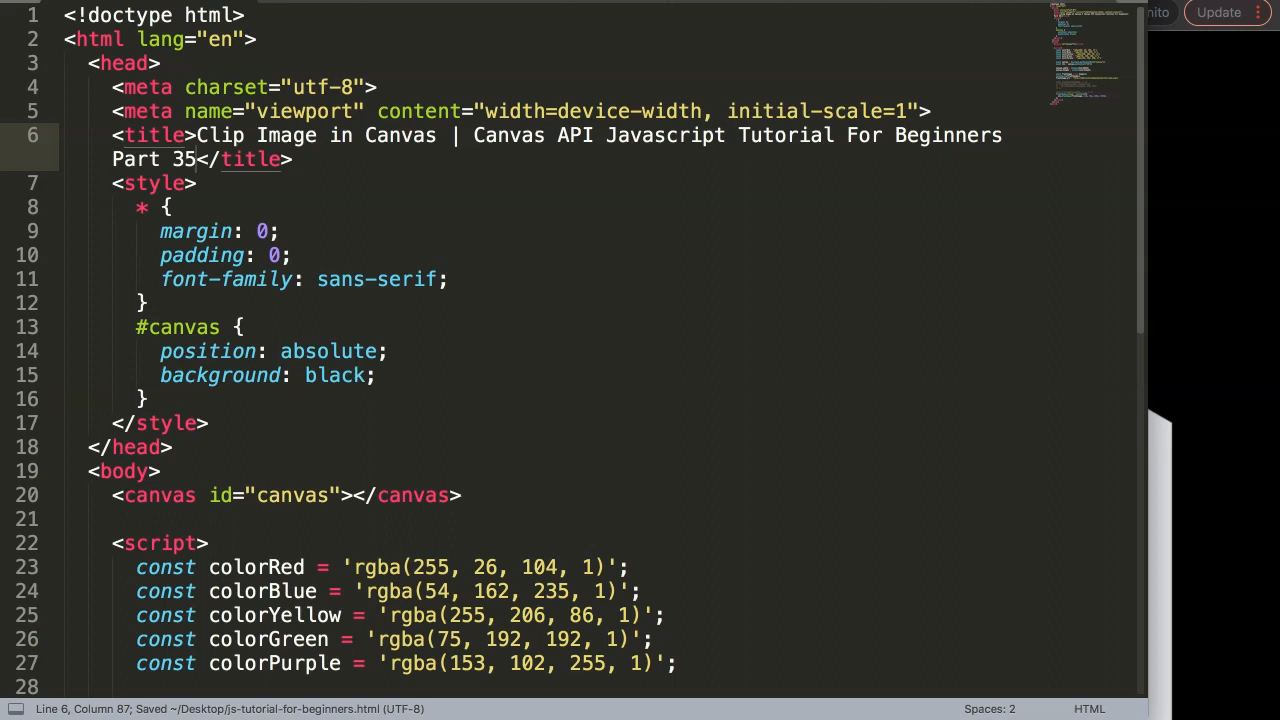 1 <!doctype html>
2 <html lang="en">
3 <head>
4 <meta charset="utf-8">
5 <meta name="viewport" content="width=device-width, initial-scale=1">
6 <title>Clip Image in Canvas | Canvas API Javascript Tutorial For Beginners
Part 35</title>
7 <style>
8 * {
9 margin: 0;
10 padding: 0;
11 font-family: sans-serif;
12 }
13 #canvas {
14 position: absolute;
15 background: black;
16 }
17 </style>
18 </head>
19 <body>
20 <canvas id="canvas"></canvas>
21
22 <script>
23 const colorRed = 'rgba(255, 26, 104, 1)';
24 const colorBlue = 'rgba(54, 162, 235, 1)';
25 const colorYellow = 'rgba(255, 206, 86, 1)';
26 const colorGreen = 'rgba(75, 192, 192, 1)';
27 const colorPurple = 'rgba(153, 102, 255, 1)';
28
nito Update
Line 6, Column 87; Saved ~/Desktop/js-tutorial-for-beginners.html (UTF-8) Spaces: 2 HTML